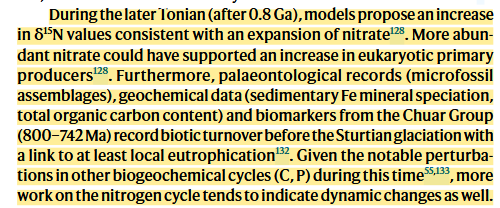 During the later Tonian (after 0.8 Ga), models propose an increase
in δ¹⁵N values consistent with an expansion of nitrate¹²⁸. More abun-
dant nitrate could have supported an increase in eukaryotic primary
producers¹²⁸. Furthermore, palaeontological records (microfossil
assemblages), geochemical data (sedimentary Fe mineral speciation,
total organic carbon content) and biomarkers from the Chuar Group
(800–742 Ma) record biotic turnover before the Sturtian glaciation with
a link to at least local eutrophication¹³². Given the notable perturba-
tions in other biogeochemical cycles (C, P) during this time⁵⁵,¹³³, more
work on the nitrogen cycle tends to indicate dynamic changes as well.